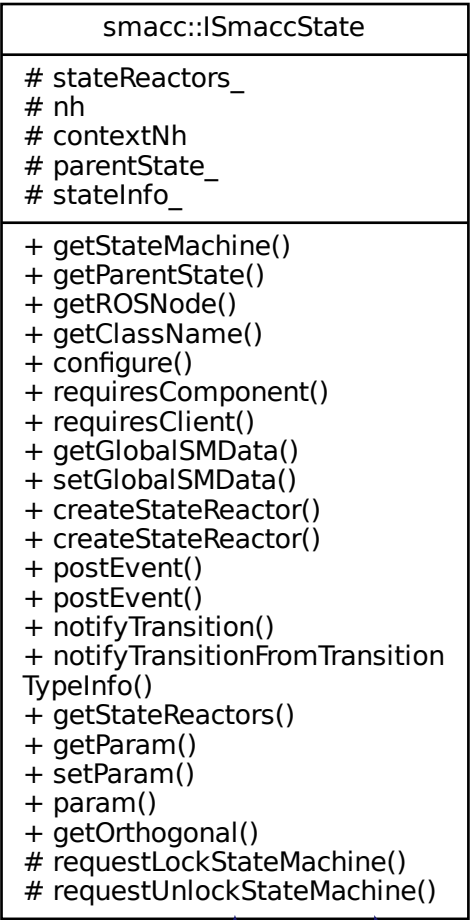 smacc::ISmaccState
# stateReactors_
# nh
# contextNh
# parentState_
# stateInfo_
+ getStateMachine()
+ getParentState()
+ getROSNode()
+ getClassName()
+ configure()
+ requiresComponent()
+ requiresClient()
+ getGlobalSMData()
+ setGlobalSMData()
+ createStateReactor()
+ createStateReactor()
+ postEvent()
+ postEvent()
+ notifyTransition()
+ notifyTransitionFromTransition
TypeInfo()
+ getStateReactors()
+ getParam()
+ setParam()
+ param()
+ getOrthogonal()
# requestLockStateMachine()
# requestUnlockStateMachine()